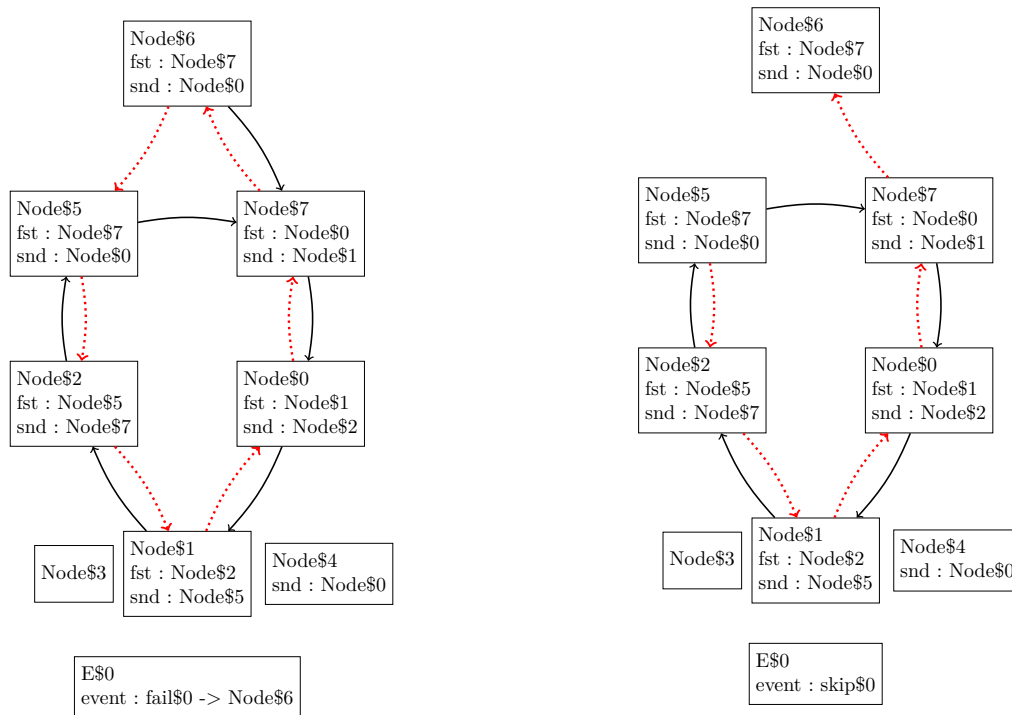 Node$6
fst : Node$7
snd : Node$0
Node$5
fst : Node$7
snd : Node$0
Node$7
fst : Node$0
snd : Node$1
Node$2
fst : Node$5
snd : Node$7
Node$0
fst : Node$1
snd : Node$2
Node$3
Node$1
fst : Node$2
snd : Node$5
Node$4
snd : Node$0
E$0
event : fail$0 -> Node$6
Node$6
fst : Node$7
snd : Node$0
Node$5
fst : Node$7
snd : Node$0
Node$7
fst : Node$0
snd : Node$1
Node$2
fst : Node$5
snd : Node$7
Node$0
fst : Node$1
snd : Node$2
Node$3
Node$1
fst : Node$2
snd : Node$5
Node$4
snd : Node$0
E$0
event : skip$0